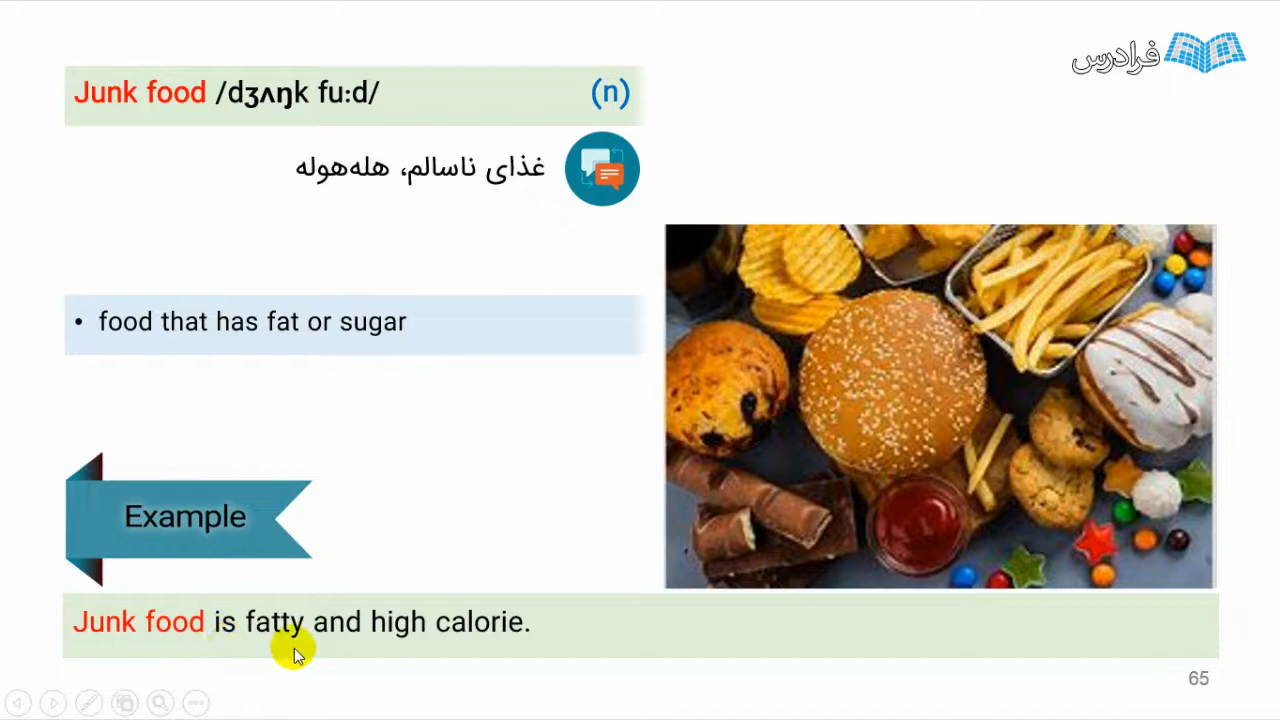 فرادرس
Junk food /dʒʌŋk fu:d/ (n)
غذای ناسالم، هله‌هوله
• food that has fat or sugar
Example
Junk food is fatty and high calorie.
65